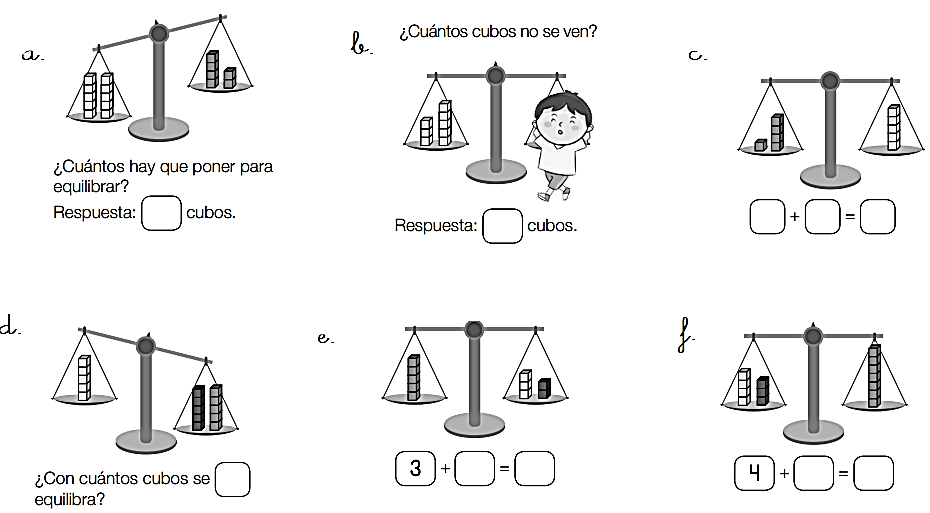 a.
¿Cuántos hay que poner para
equilibrar?
Respuesta: cubos.
b.
¿Cuántos cubos no se ven?
Respuesta: cubos.
c.
+ =
d.
¿Con cuántos cubos se
equilibra?
e.
3 + =
f.
4 + =